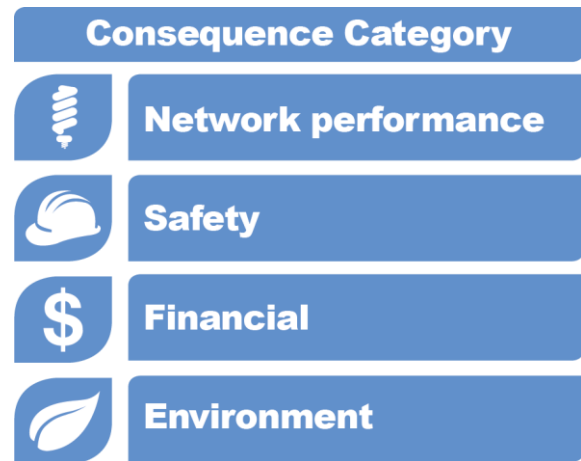 Consequence Category
Network performance
Safety
$
Financial
Environment